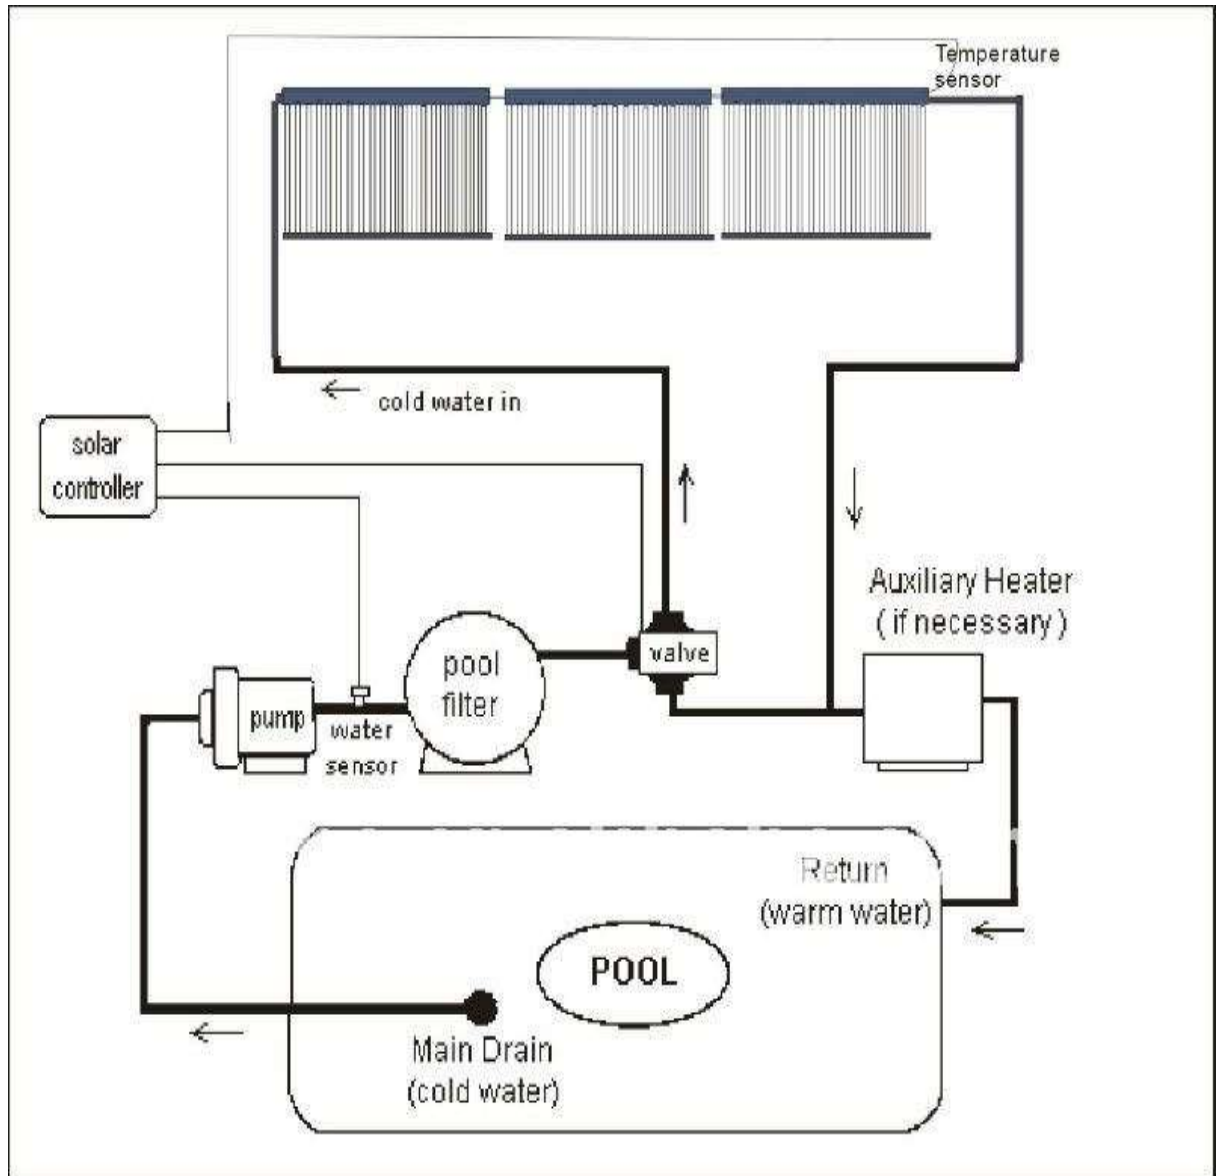 Temperature
sensor
cold water in
solar
controller
Auxiliary Heater
( if necessary )
valve
pool
filter
pump
water
sensor
Return
(warm water)
POOL
Main Drain
(cold water)